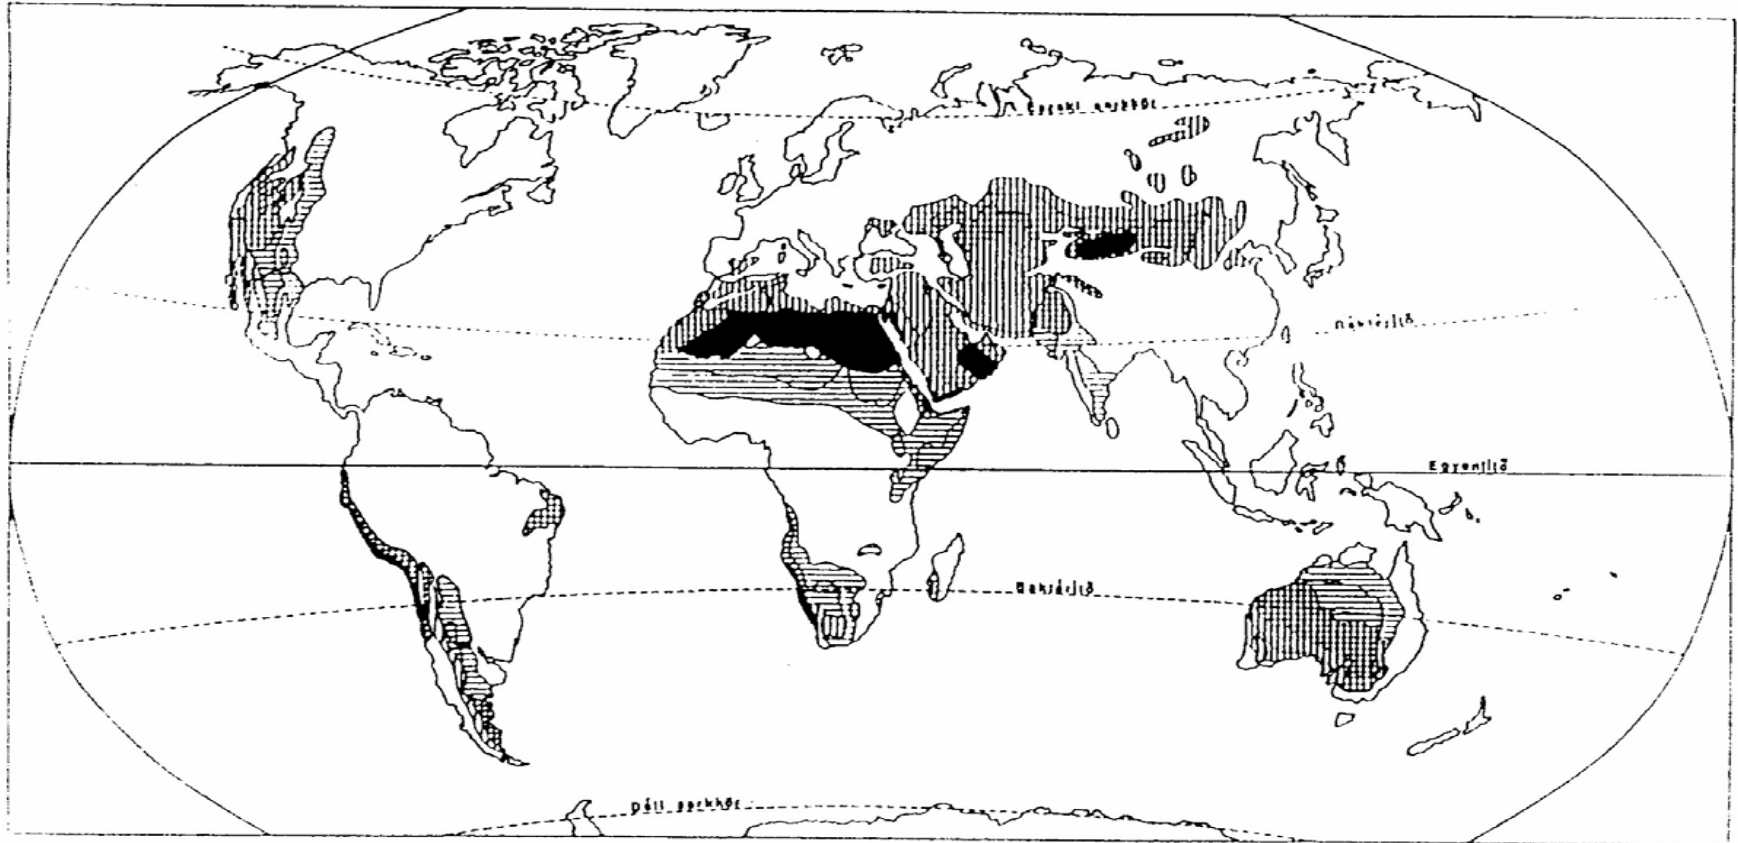 Északi sarkkör
Ráktérítő
Egyenlítő
Baktérítő
Déli sarkkör